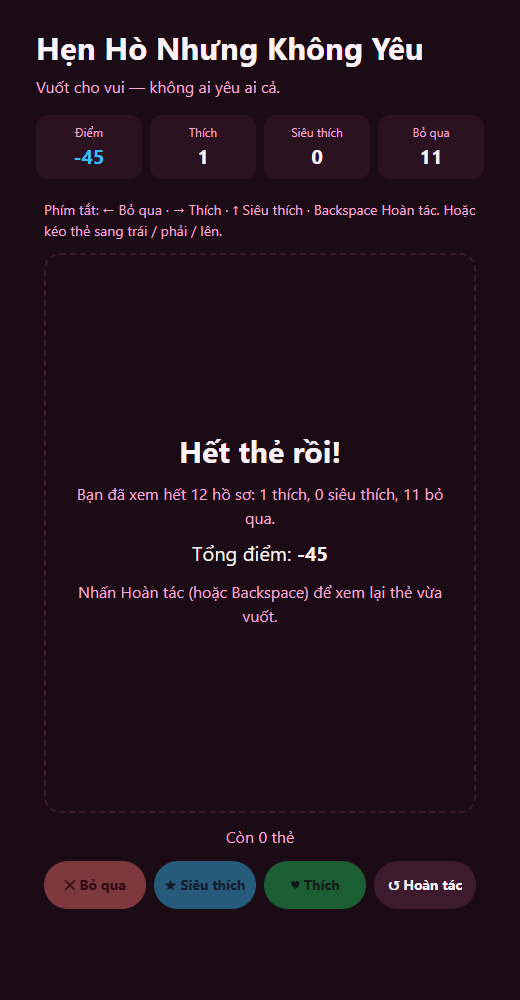 Hẹn Hò Nhưng Không Yêu
Vuốt cho vui — không ai yêu ai cả.
Điểm
-45
Thích
1
Siêu thích
0
Bỏ qua
11
Phím tắt: ← Bỏ qua · → Thích · ↑ Siêu thích · Backspace Hoàn tác. Hoặc
kéo thẻ sang trái / phải / lên.
Hết thẻ rồi!
Bạn đã xem hết 12 hồ sơ: 1 thích, 0 siêu thích, 11 bỏ
qua.
Tổng điểm: -45
Nhấn Hoàn tác (hoặc Backspace) để xem lại thẻ vừa
vuốt.
Còn 0 thẻ
✕ Bỏ qua
★ Siêu thích
♥ Thích
↺ Hoàn tác